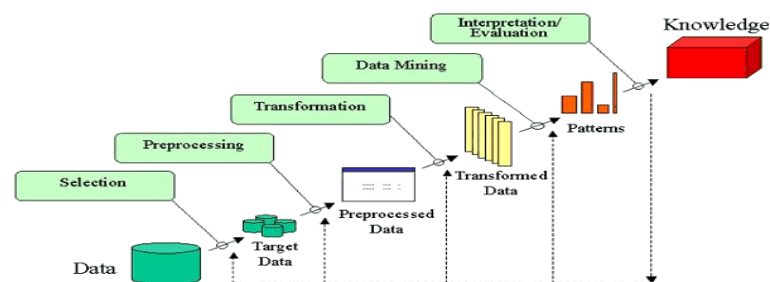 Interpretation/
Evaluation
Knowledge
Data Mining
Transformation
Patterns
Preprocessing
Transformed
Data
Selection
Preprocessed
Data
Target
Data
Data